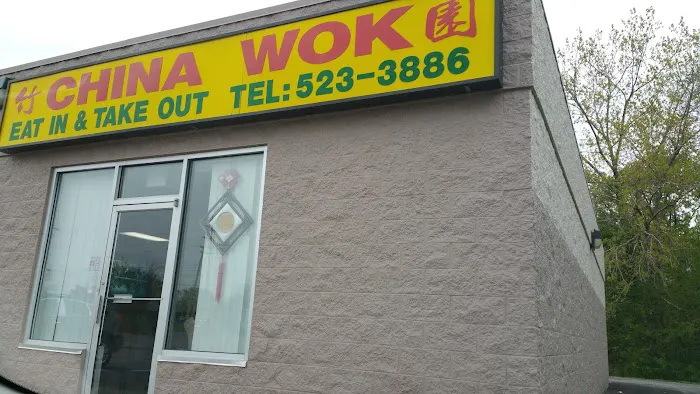 竹 CHINA WOK 園
EAT IN & TAKE OUT TEL: 523-3886